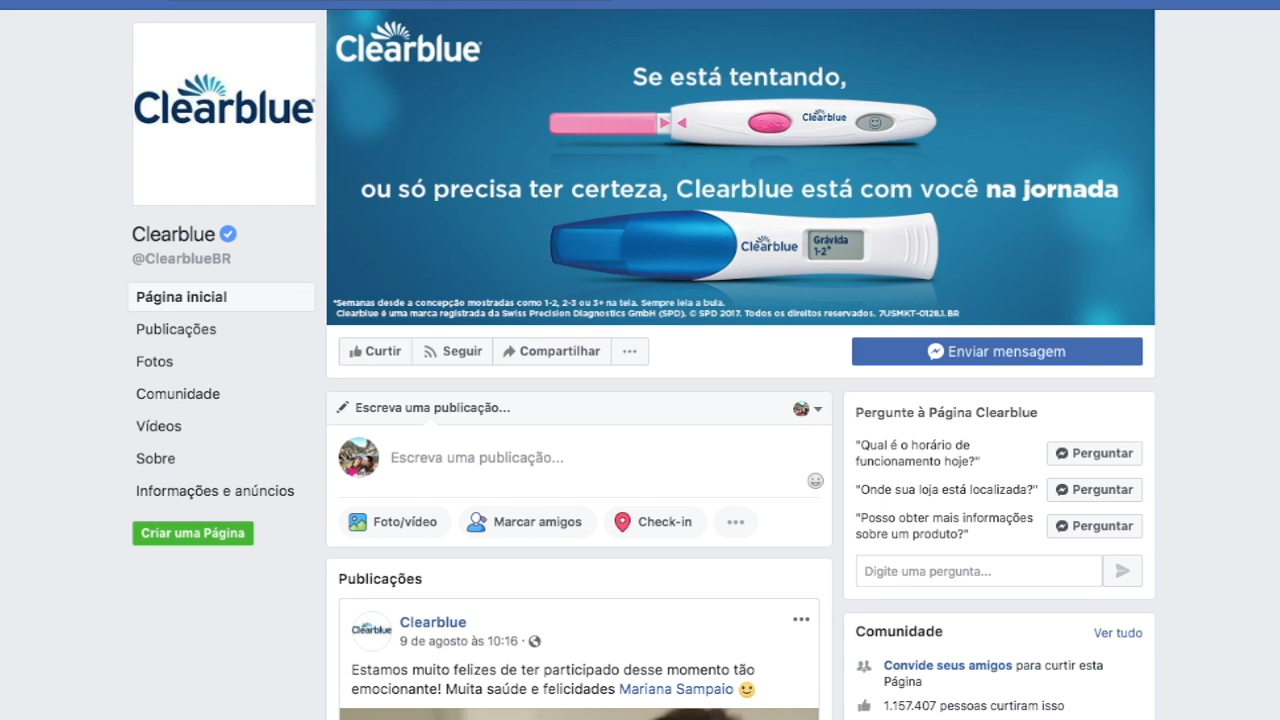 Clearblue
Clearblue
@ClearblueBR
Página inicial
Publicações
Fotos
Comunidade
Vídeos
Sobre
Informações e anúncios
Criar uma Página
Clearblue
Se está tentando,
Eject
Clearblue
ou só precisa ter certeza, Clearblue está com você na jornada
Clearblue
Grávida
1-2*
*Semanas desde a concepção mostradas como 1-2, 2-3 ou 3+ na tela. Sempre leia a bula.
Clearblue é uma marca registrada da Swiss Precision Diagnostics GmbH (SPD). © SPD 2017. Todos os direitos reservados. 7USMKT-0128.1.BR
Curtir
Seguir
Compartilhar
Enviar mensagem
Escreva uma publicação...
Escreva uma publicação...
Foto/vídeo
Marcar amigos
Check-in
Publicações
Clearblue
Clearblue
9 de agosto às 10:16 ·
Estamos muito felizes de ter participado desse momento tão
emocionante! Muita saúde e felicidades Mariana Sampaio
Pergunte à Página Clearblue
"Qual é o horário de
funcionamento hoje?"
Perguntar
"Onde sua loja está localizada?"
Perguntar
"Posso obter mais informações
sobre um produto?"
Perguntar
Digite uma pergunta...
Comunidade
Ver tudo
Convide seus amigos para curtir esta
Página
1.157.407 pessoas curtiram isso